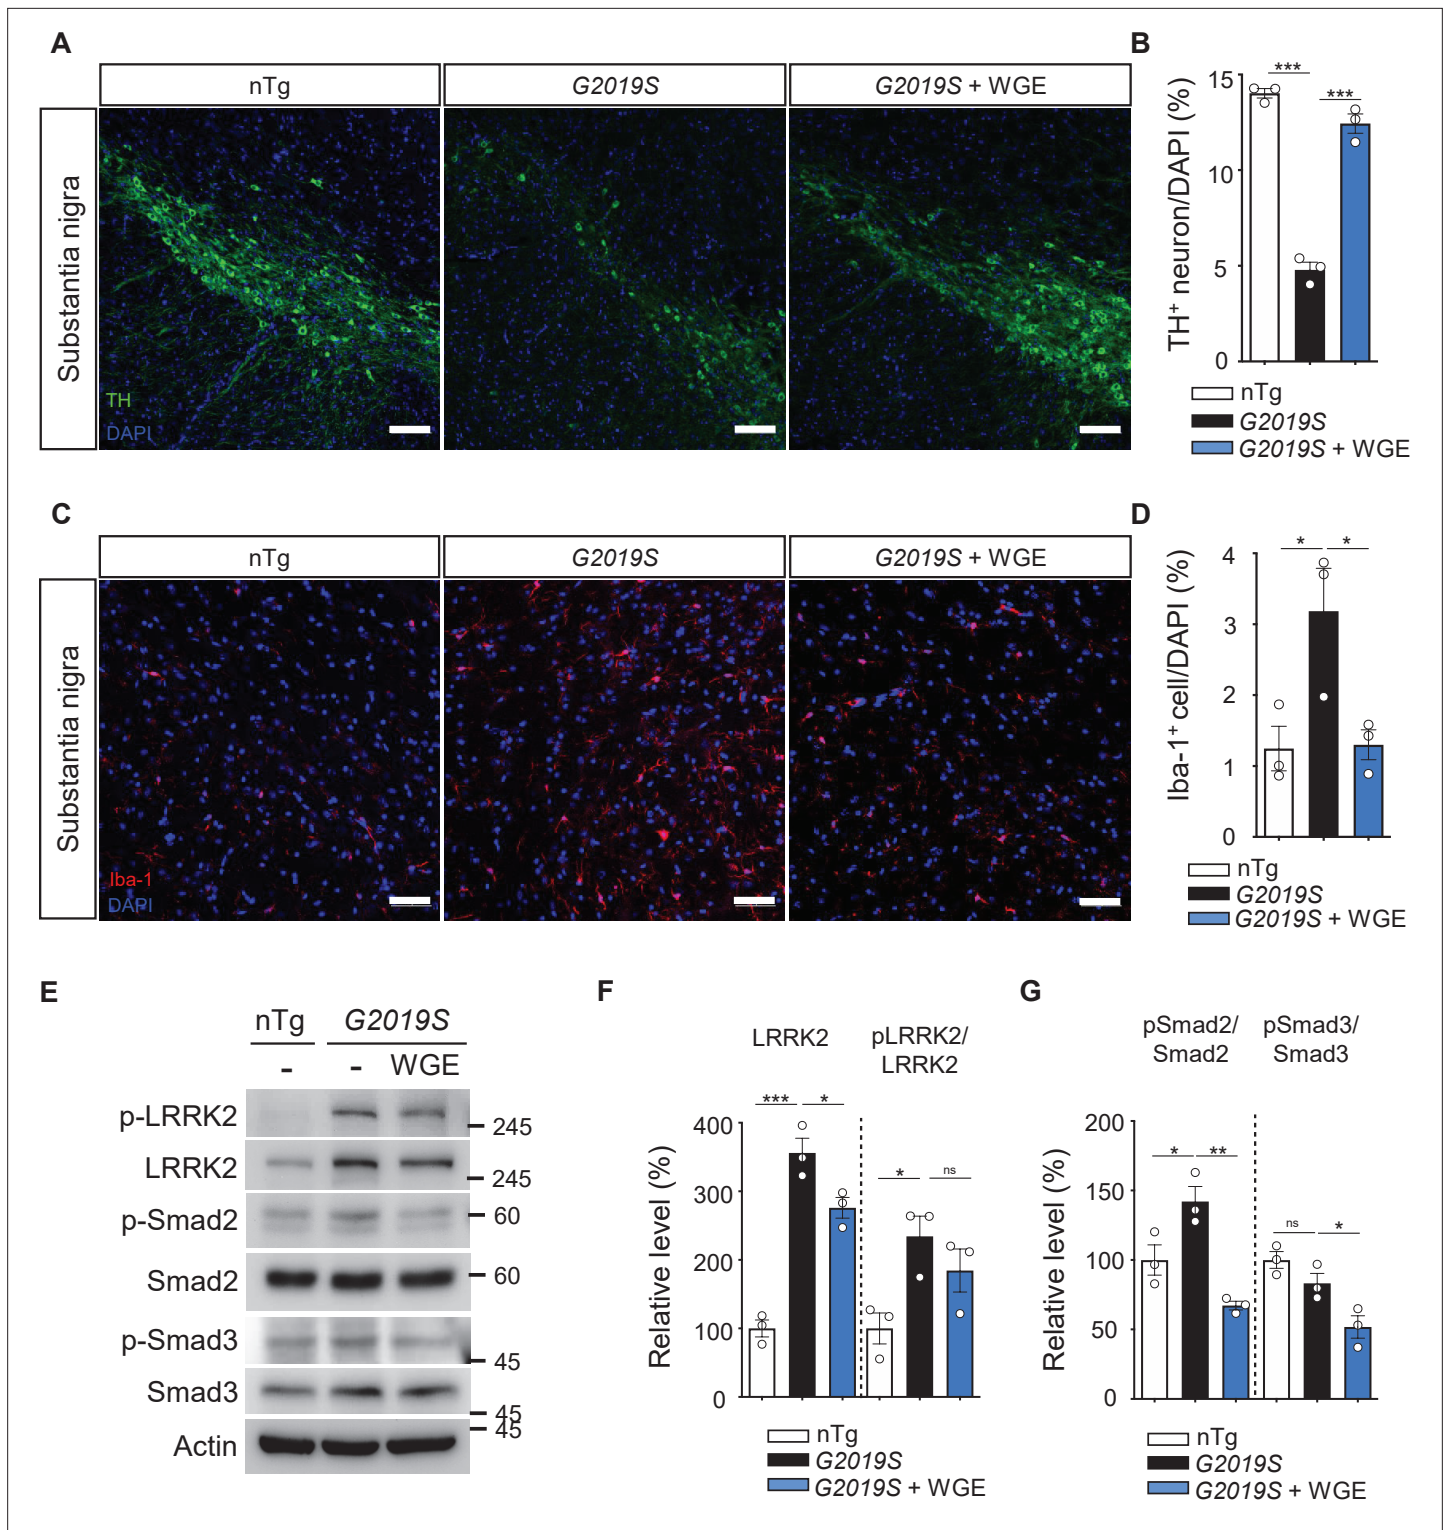 A
nTg
G2019S
G2019S + WGE
Substantia nigra
TH
DAPI
B
***
***
15
10
5
0
TH+ neuron/DAPI (%)
nTg
G2019S
G2019S + WGE
C
nTg
G2019S
G2019S + WGE
Substantia nigra
Iba-1
DAPI
D
*
*
4
3
2
1
0
Iba-1+ cell/DAPI (%)
nTg
G2019S
G2019S + WGE
E
nTg
G2019S
-
-
WGE
p-LRRK2
245
LRRK2
245
p-Smad2
60
Smad2
60
p-Smad3
45
Smad3
45
Actin
45
F
LRRK2
pLRRK2/
LRRK2
***
*
*
ns
400
300
200
100
0
Relative level (%)
nTg
G2019S
G2019S + WGE
G
pSmad2/
Smad2
pSmad3/
Smad3
*
**
ns
*
200
150
100
50
0
Relative level (%)
nTg
G2019S
G2019S + WGE